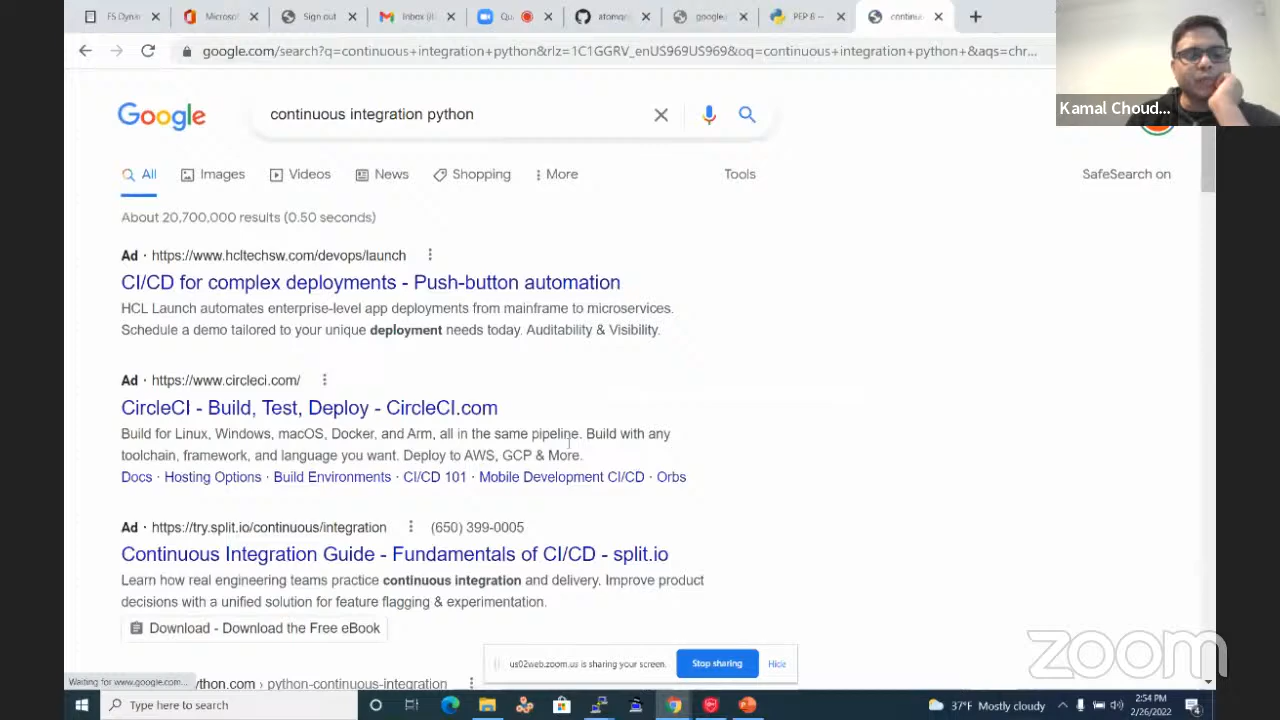 FS Dynar
Microsof
Sign out
Inbox (8
Qu
atomqc
google.
PEP 8 --
continu
google.com/search?q=continuous+integration+python&rlz=1C1GGRV_enUS969US969&oq=continuous+integration+python+&aqs=chr...
Kamal Choud...
Google
continuous integration python
All
Images
Videos
News
Shopping
More
Tools
SafeSearch on
About 20,700,000 results (0.50 seconds)
Ad · https://www.hcltechsw.com/devops/launch
CI/CD for complex deployments - Push-button automation
HCL Launch automates enterprise-level app deployments from mainframe to microservices.
Schedule a demo tailored to your unique deployment needs today. Auditability & Visibility.
Ad · https://www.circleci.com/
CircleCI - Build, Test, Deploy - CircleCI.com
Build for Linux, Windows, macOS, Docker, and Arm, all in the same pipeline. Build with any
toolchain, framework, and language you want. Deploy to AWS, GCP & More.
Docs · Hosting Options · Build Environments · CI/CD 101 · Mobile Development CI/CD · Orbs
Ad · https://try.split.io/continuous/integration (650) 399-0005
Continuous Integration Guide - Fundamentals of CI/CD - split.io
Learn how real engineering teams practice continuous integration and delivery. Improve product
decisions with a unified solution for feature flagging & experimentation.
Download - Download the Free eBook
us02web.zoom.us is sharing your screen.
Stop sharing
Hide
zoom
Waiting for www.google.com...
/thon.com › python-continuous-integration
Type here to search
37°F Mostly cloudy
2:54 PM
2/26/2022
4